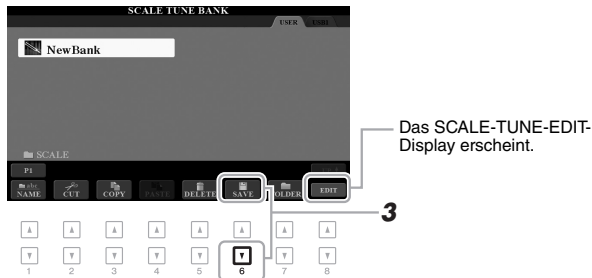 SCALE TUNE BANK
USER USB1
NewBank
SCALE
P1
abc
NAME CUT COPY PASTE DELETE SAVE FOLDER EDIT
Das SCALE-TUNE-EDIT-
Display erscheint.
3
1 2 3 4 5 6 7 8